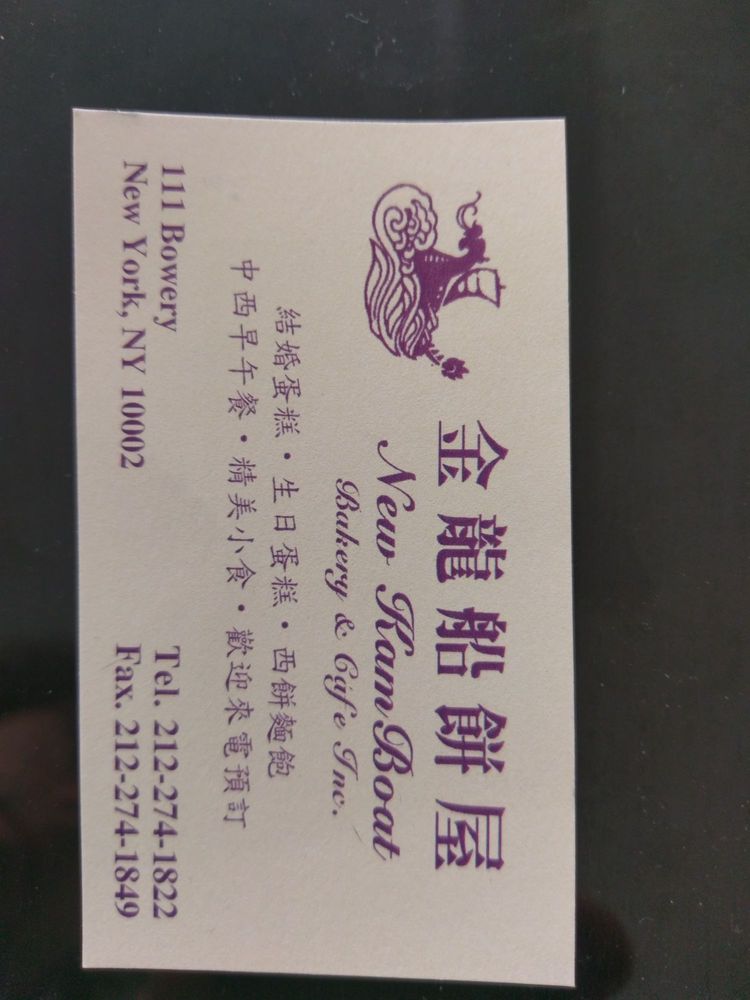 金龍船餅屋
New Kam Boat
Bakery & Cafe Inc.
結婚蛋糕・生日蛋糕・西餅麵飽
中西早午餐・精美小食・歡迎來電預訂
111 Bowery
New York, NY 10002
Tel. 212-274-1822
Fax. 212-274-1849